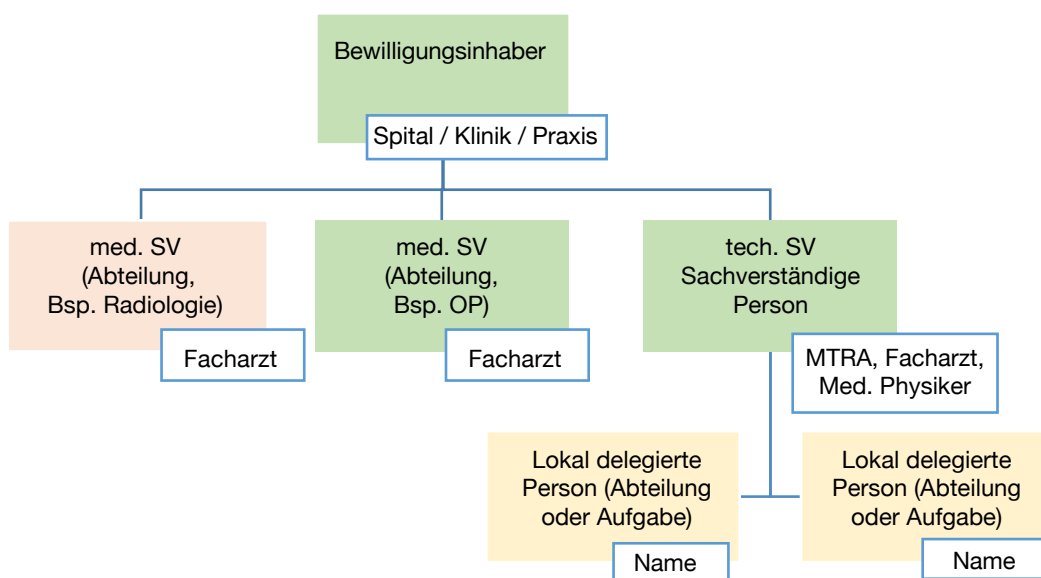 Bewilligungsinhaber
Spital / Klinik / Praxis
med. SV
(Abteilung,
Bsp. Radiologie)
Facharzt
med. SV
(Abteilung,
Bsp. OP)
Facharzt
tech. SV
Sachverständige
Person
MTRA, Facharzt,
Med. Physiker
Lokal delegierte
Person (Abteilung
oder Aufgabe)
Name
Lokal delegierte
Person (Abteilung
oder Aufgabe)
Name